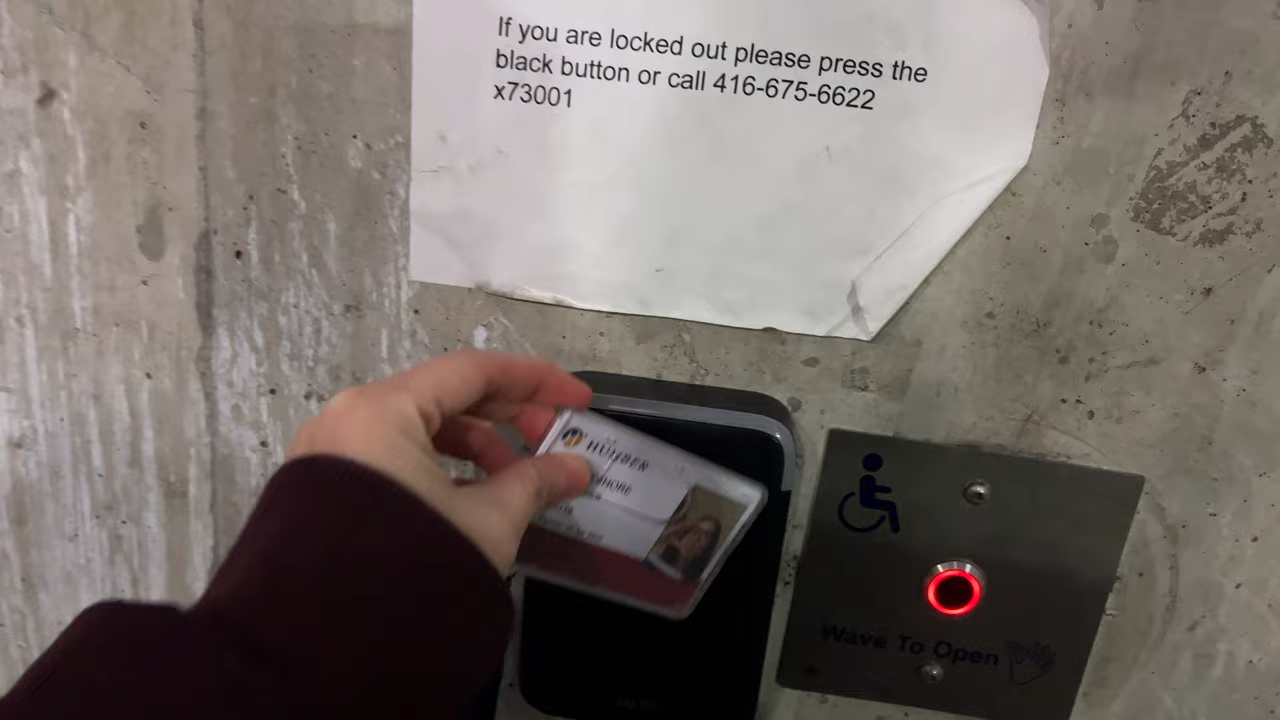 If you are locked out please press the
black button or call 416-675-6622
x73001
HUMBER
Wave To Open